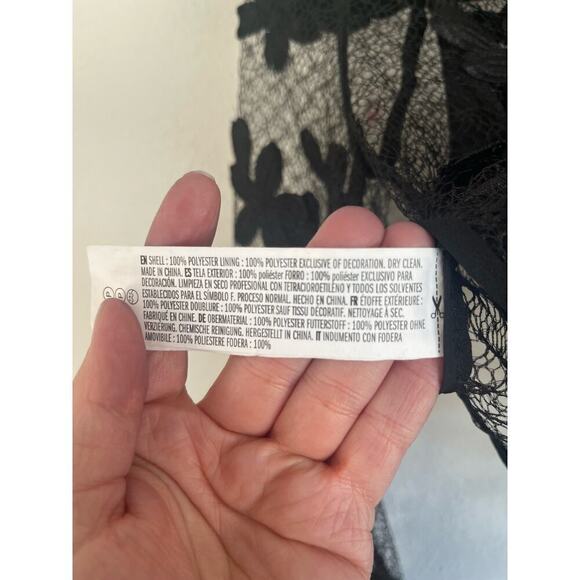 EN SHELL : 100% POLYESTER LINING : 100% POLYESTER EXCLUSIVE OF DECORATION. DRY CLEAN.
MADE IN CHINA. ES TELA EXTERIOR : 100% poliéster FORRO : 100% poliéster EXCLUSIVO PARA
DECORACIÓN. LIMPIEZA EN SECO PROFESIONAL CON TETRACIOROETILENO Y TODOS LOS SOLVENTES
ESTABLECIDOS PARA EL SÍMBOLO F. PROCESO NORMAL. HECHO EN CHINA. FR ÉTOFFE EXTÉRIEURE :
100% POLYESTER DOUBLURE : 100% POLYESTER SAUF TISSU DÉCORATIF. NETTOYAGE À SEC.
FABRIQUÉ EN CHINE. DE OBERMATERIAL : 100% POLYESTER FUTTERSTOFF : 100% POLYESTER OHNE
VERZIERUNG. CHEMISCHE REINIGUNG. HERGESTELLT IN CHINA. IT INDUMENTO CON FODERA
AMOVIBILE : 100% POLIESTERE FODERA : 100%
P
P